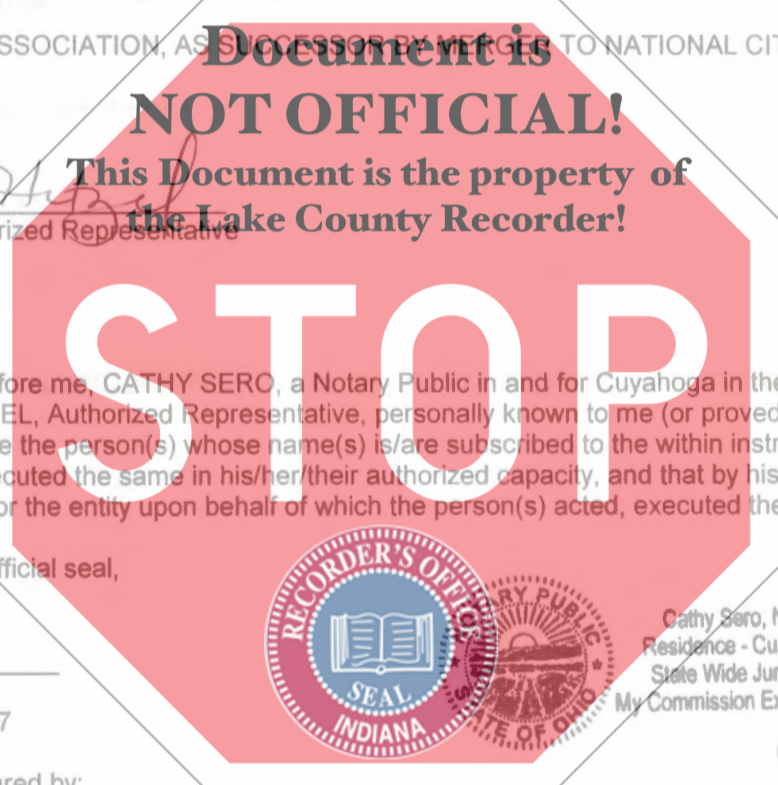 Document is
SSOCIATION, AS SUCCESSOR BY MERGER TO NATIONAL CIT
NOT OFFICIAL!
This Document is the property of
the Lake County Recorder!
rized Representative
STOP
fore me, CATHY SERO, a Notary Public in and for Cuyahoga in the
EL, Authorized Representative, personally known to me (or proved
e the person(s) whose name(s) is/are subscribed to the within instr
cuted the same in his/her/their authorized capacity, and that by his
or the entity upon behalf of which the person(s) acted, executed the
fficial seal,
RECORDER'S OFFICE
SEAL
INDIANA
NOTARY PUBLIC
STATE OF OHIO
Cathy Sero, N
Residence - Cu
State Wide Jur
My Commission Ex
7
ared by: